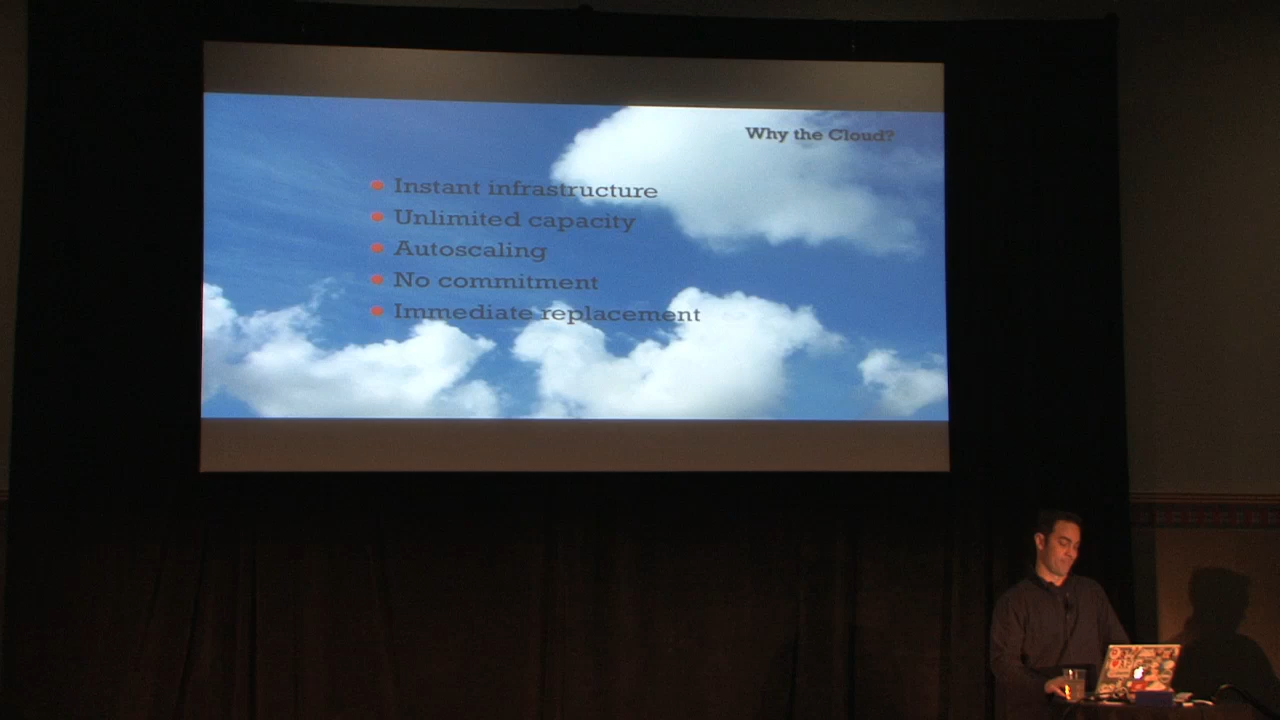 Why the Cloud?
Instant infrastructure
Unlimited capacity
Autoscaling
No commitment
Immediate replacement